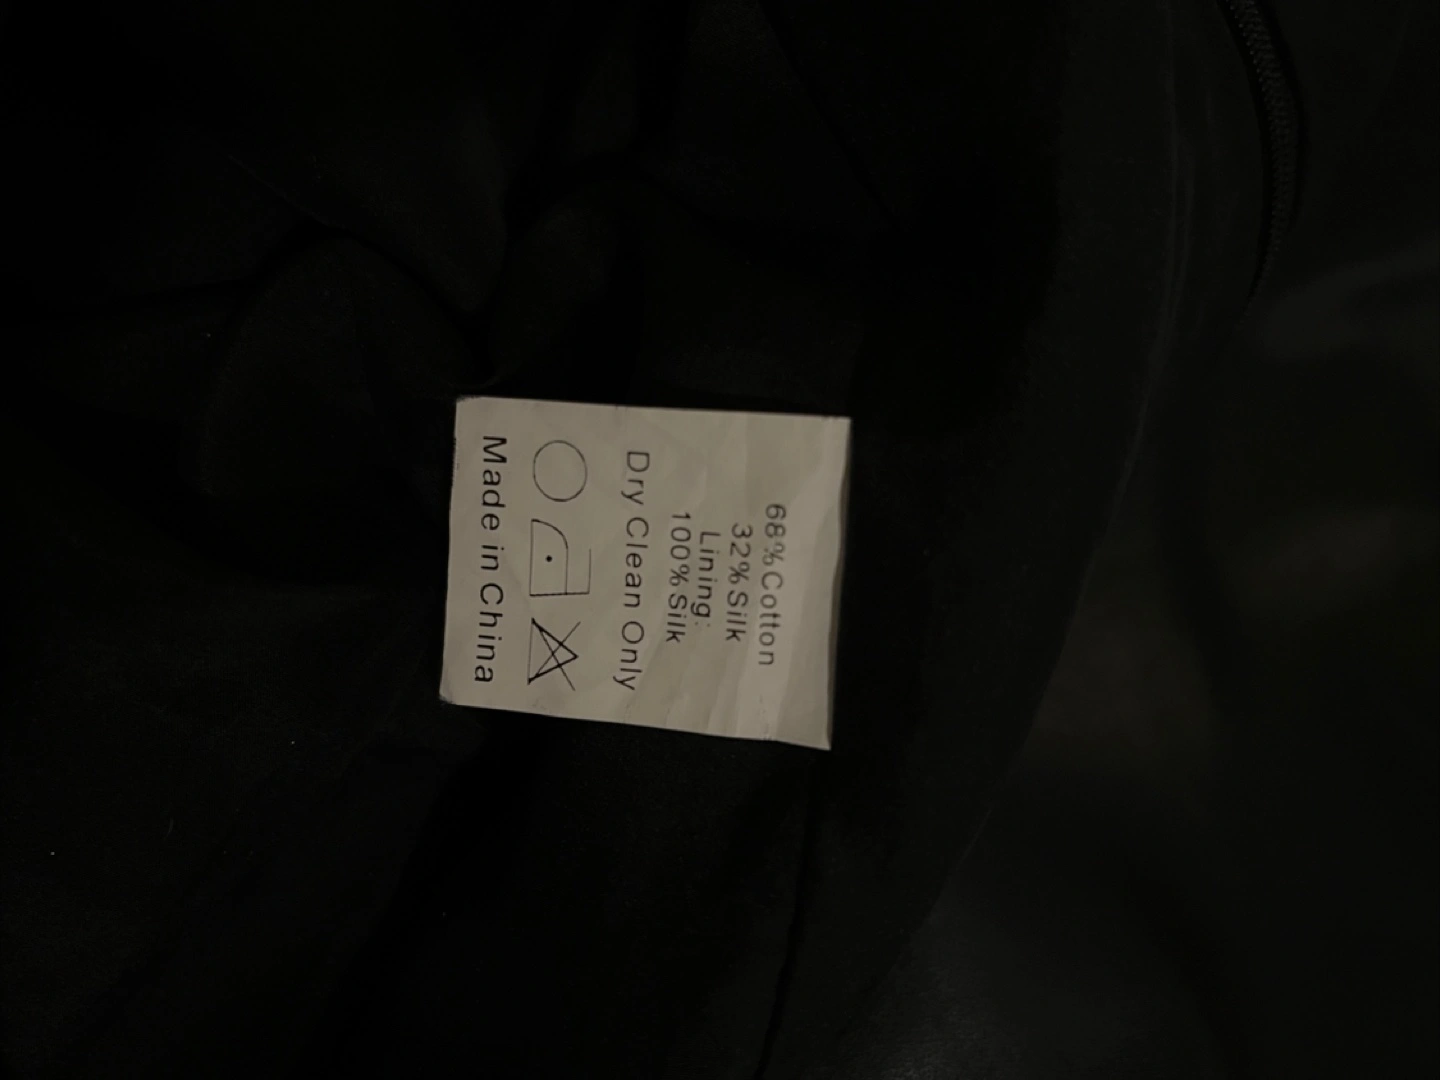 68%Cotton
32%Silk
Lining:
100%Silk
Dry Clean Only
Made in China